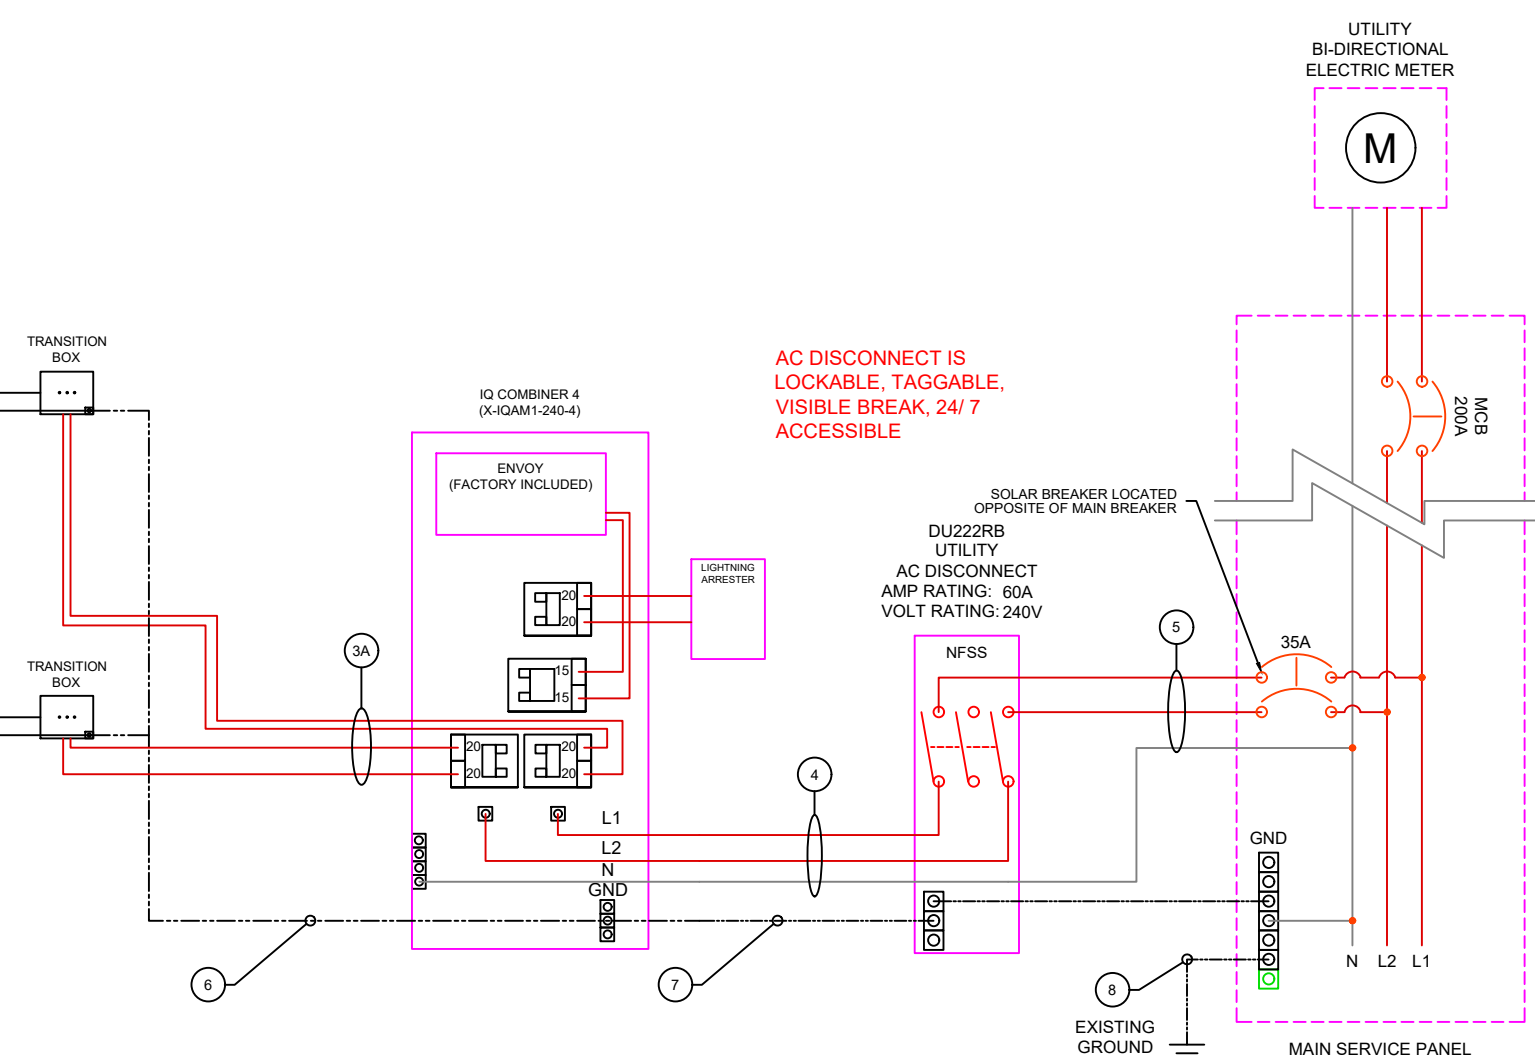 UTILITY
BI-DIRECTIONAL
ELECTRIC METER
M
TRANSITION
BOX
...
IQ COMBINER 4
(X-IQAM1-240-4)
AC DISCONNECT IS
LOCKABLE, TAGGABLE,
VISIBLE BREAK, 24/ 7
ACCESSIBLE
MCB
200A
ENVOY
(FACTORY INCLUDED)
SOLAR BREAKER LOCATED
OPPOSITE OF MAIN BREAKER
DU222RB
UTILITY
AC DISCONNECT
AMP RATING: 60A
VOLT RATING: 240V
LIGHTNING
ARRESTER
20
20
5
3A
35A
NFSS
TRANSITION
BOX
...
15
15
20
20
20
20
4
L1
L2
N
GND
GND
6
7
8
N
L2
L1
EXISTING
GROUND
MAIN SERVICE PANEL